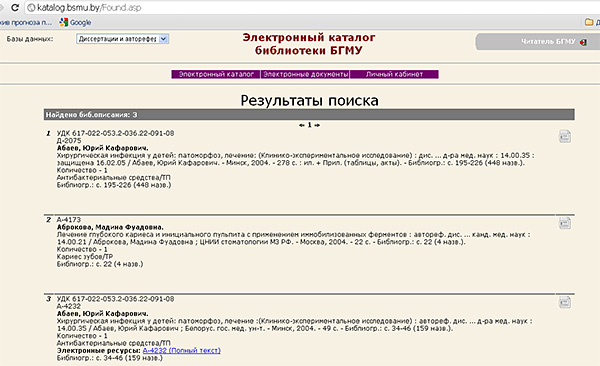 katalog.bsmu.by/Found.asp
хив прогноза п...
Google
Базы данных:
Диссертации и авторефер
Электронный каталог
библиотеки БГМУ
Читатель БГМУ
Электронный каталог
Электронные документы
Личный кабинет
Результаты поиска
Найдено библ.описания: 3
1
1 УДК 617-022-053.2-036.22-091-08
Д-2075
Абаев, Юрий Кафарович.
Хирургическая инфекция у детей: патоморфоз, лечение: (Клинико-экспериментальное исследование) : дис. ... д-ра мед. наук : 14.00.35 :
защищена 16.02.05 / Абаев, Юрий Кафарович. - Минск, 2004. - 278 с. : ил. + Прил. (таблицы, акты). - Библиогр.: с. 195-226 (448 назв.).
Количество - 1
Антибактериальные средства/ТП
Библиогр.: с. 195-226 (448 назв.)
2 А-4173
Аброкова, Мадина Фуадовна.
Лечение глубокого кариеса и инициального пульпита с применением иммобилизованных ферментов : автореф. дис. ... канд. мед. наук :
14.00.21 / Аброкова, Мадина Фуадовна ; ЦНИИ стоматологии МЗ РФ. - Москва, 2004. - 22 с. - Библиогр.: с. 22 (4 назв.).
Количество - 1
Кариес зубов/ТР
Библиогр.: с. 22 (4 назв.)
3 УДК 617-022-053.2-036.22-091-08
А-4232
Абаев, Юрий Кафарович.
Хирургическая инфекция у детей: патоморфоз, лечение :(Клинико-экспериментальное исследование) : автореф. дис. ... д-ра мед. наук :
14.00.35 / Абаев, Юрий Кафарович ; Белорус. гос. мед. ун-т. - Минск, 2004. - 49 с. - Библиогр.: с. 34-46 (159 назв.).
Количество - 1
Антибактериальные средства/ТП
Электронные ресурсы: А-4232 (Полный текст)
Библиогр.: с. 34-46 (159 назв.)